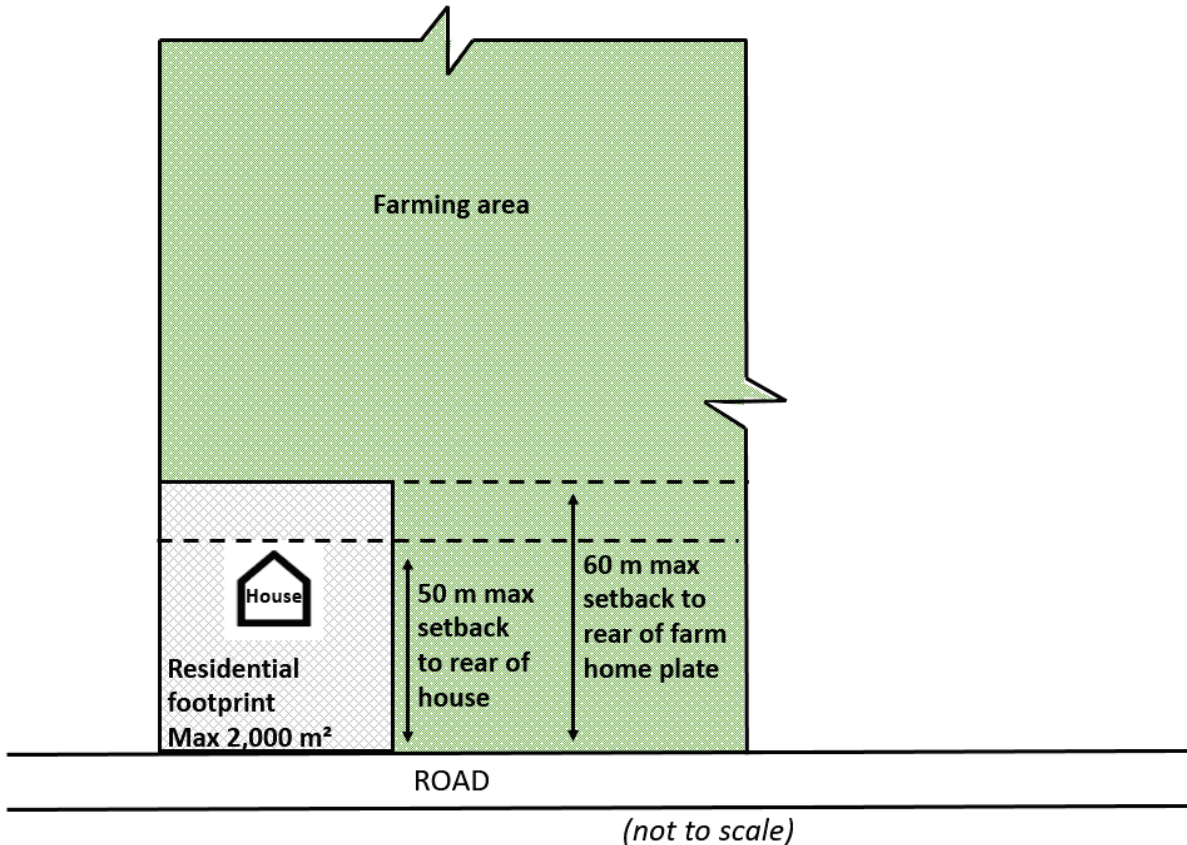 Farming area
House
50 m max
setback
to rear of
house
60 m max
setback to
rear of farm
home plate
Residential
footprint
Max 2,000 m²
ROAD
(not to scale)